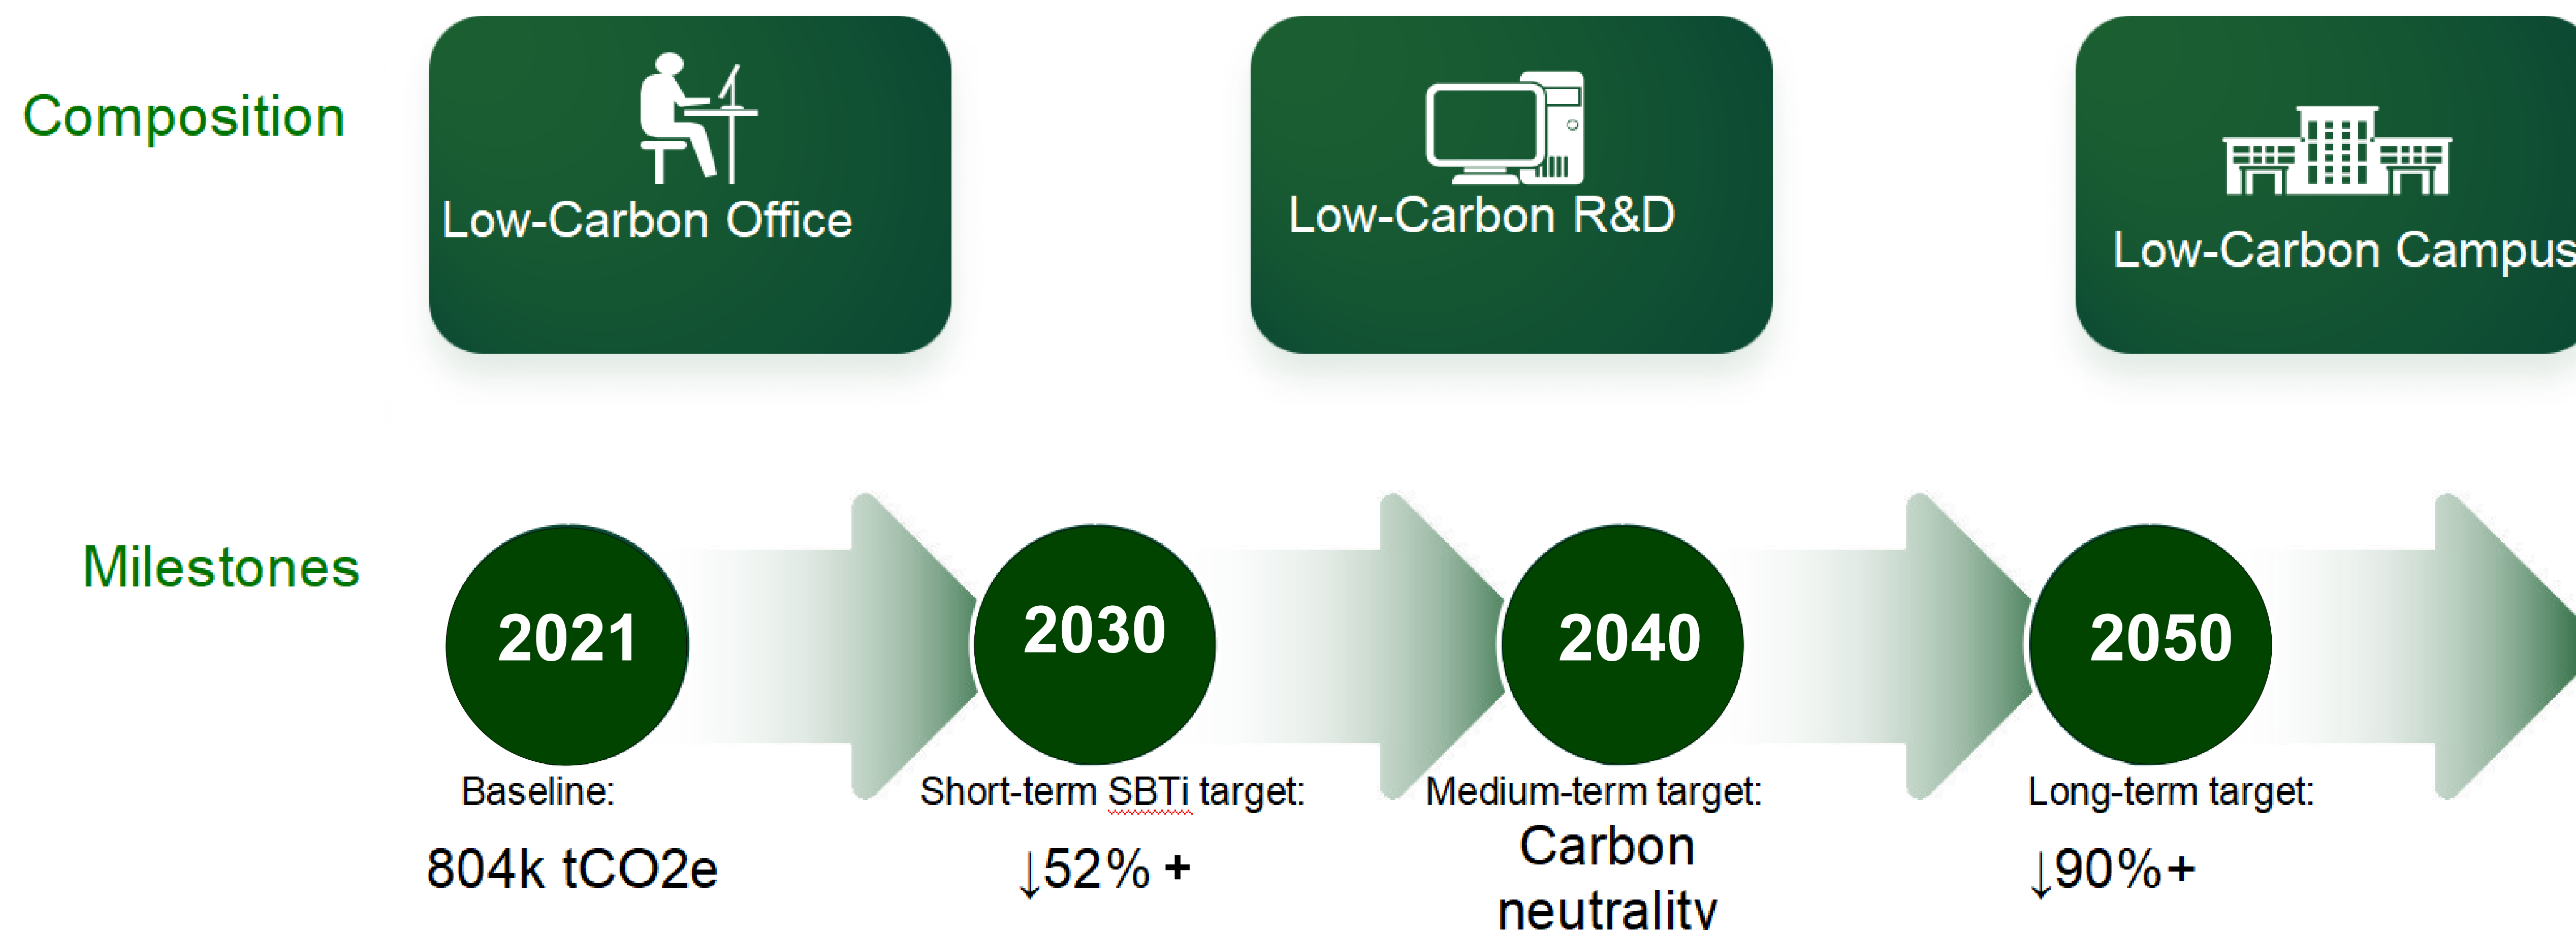 Composition
Low-Carbon Office
Low-Carbon R&D
Low-Carbon Campus
Milestones
2021
2030
2040
2050
Baseline:
804k tCO2e
Short-term SBTi target:
↓52% +
Medium-term target:
Carbon
neutrality
Long-term target:
↓90%+